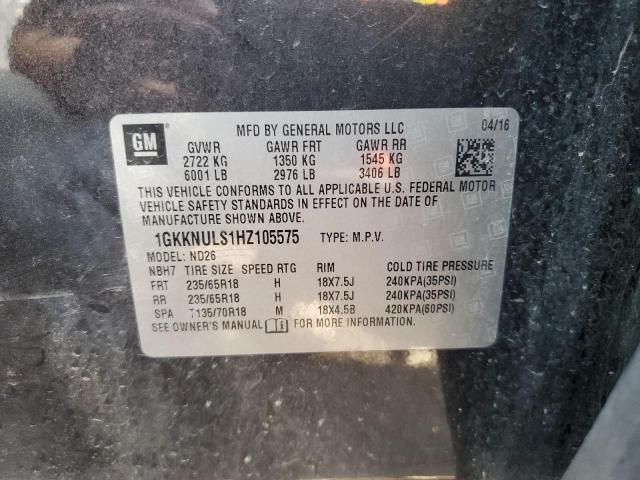 GM
MFD BY GENERAL MOTORS LLC 04/16
GVWR GAWR FRT GAWR RR
2722 KG 1350 KG 1545 KG
6001 LB 2976 LB 3406 LB
THIS VEHICLE CONFORMS TO ALL APPLICABLE U.S. FEDERAL MOTOR
VEHICLE SAFETY STANDARDS IN EFFECT ON THE DATE OF
MANUFACTURE SHOWN ABOVE.
1GKKNULS1HZ105575 TYPE: M.P.V.
MODEL: ND26
NBH7 TIRE SIZE SPEED RTG RIM COLD TIRE PRESSURE
FRT 235/65R18 H 18X7.5J 240KPA(35PSI)
RR 235/65R18 H 18X7.5J 240KPA(35PSI)
SPA T135/70R18 M 18X4.5B 420KPA(60PSI)
SEE OWNER'S MANUAL FOR MORE INFORMATION.